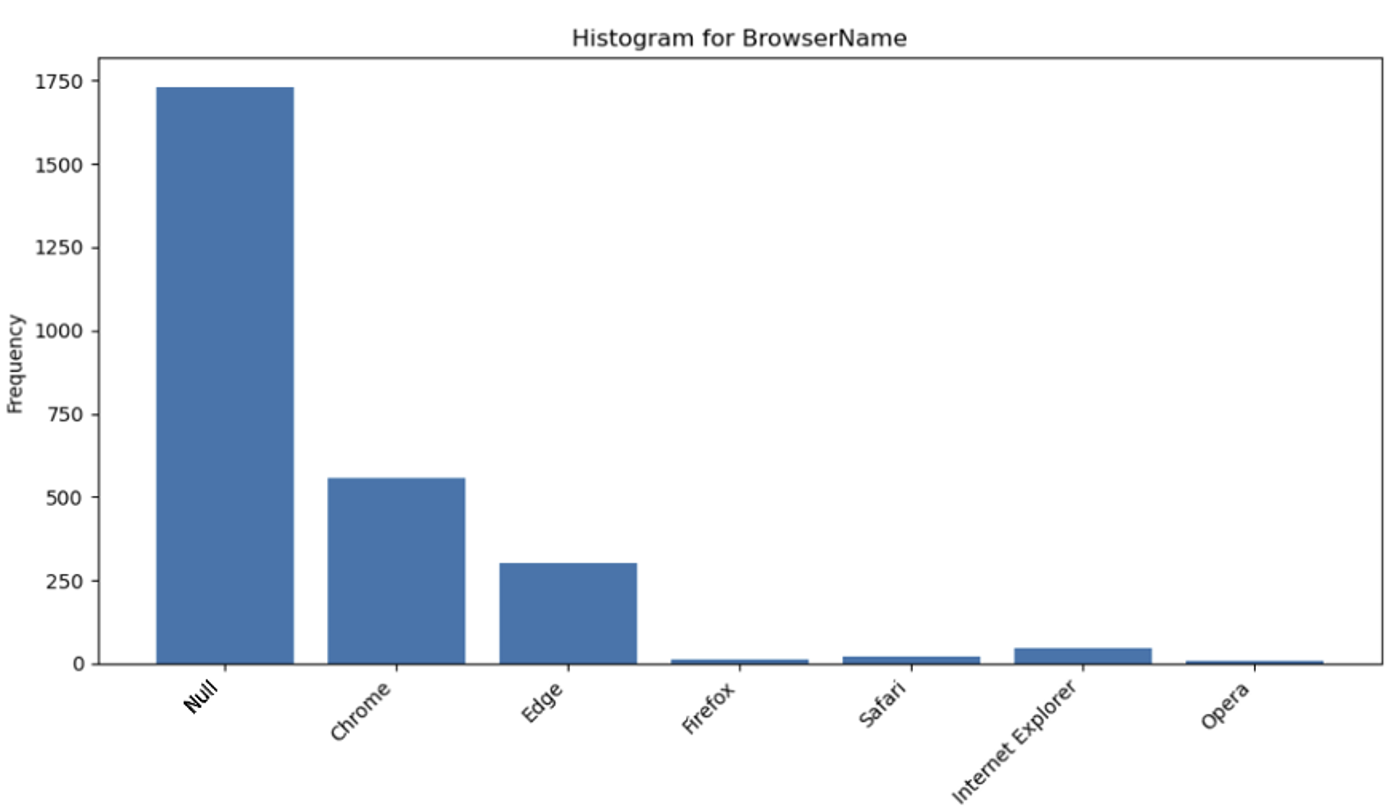 Histogram for BrowserName
1750
1500
1250
1000
750
500
250
0
Frequency
Null
Chrome
Edge
Firefox
Safari
Internet Explorer
Opera